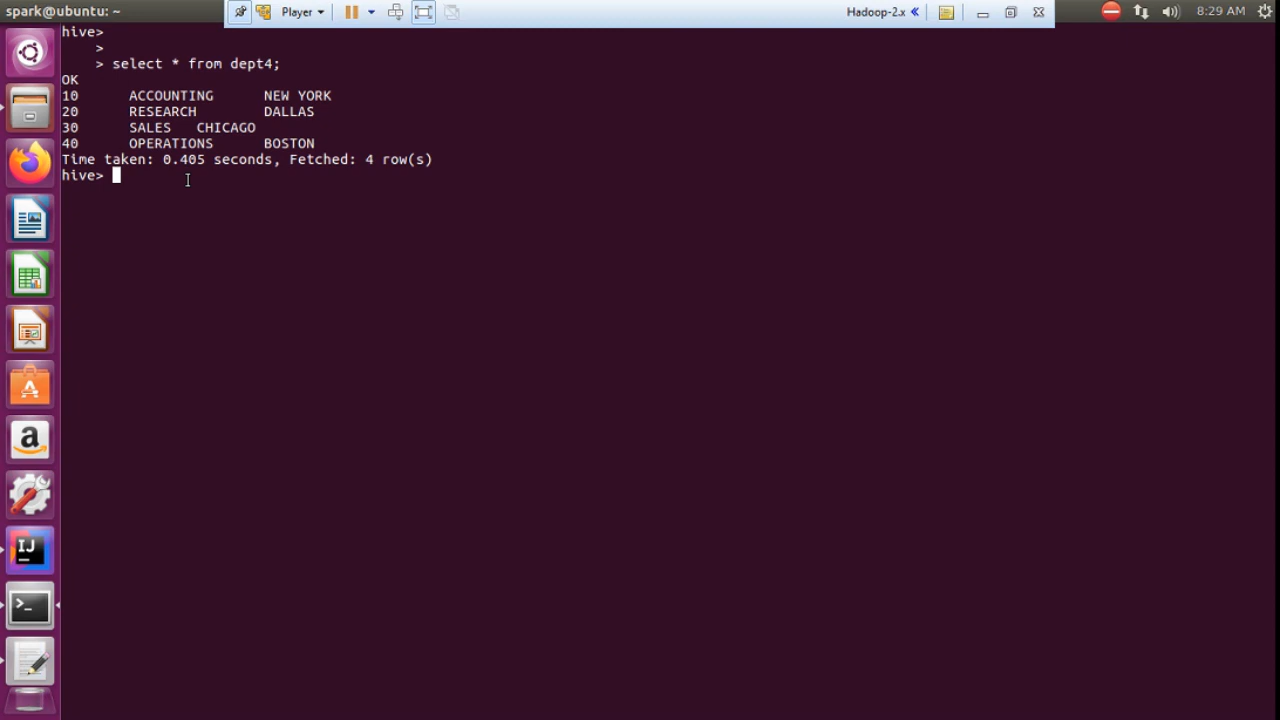 spark@ubuntu: ~
Player
Hadoop-2.x
8:29 AM
hive>
>
> select * from dept4;
OK
10 ACCOUNTING NEW YORK
20 RESEARCH DALLAS
30 SALES CHICAGO
40 OPERATIONS BOSTON
Time taken: 0.405 seconds, Fetched: 4 row(s)
hive>